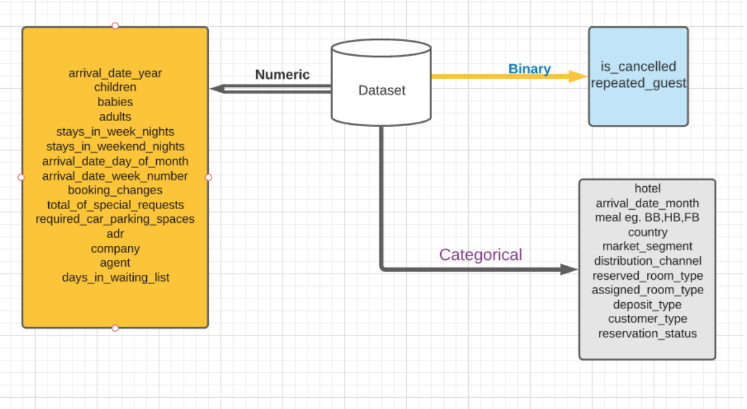 arrival_date_year
children
babies
adults
stays_in_week_nights
stays_in_weekend_nights
arrival_date_day_of_month
arrival_date_week_number
booking_changes
total_of_special_requests
required_car_parking_spaces
adr
company
agent
days_in_waiting_list
Numeric
Dataset
Binary
is_cancelled
repeated_guest
Categorical
hotel
arrival_date_month
meal eg. BB,HB,FB
country
market_segment
distribution_channel
reserved_room_type
assigned_room_type
deposit_type
customer_type
reservation_status